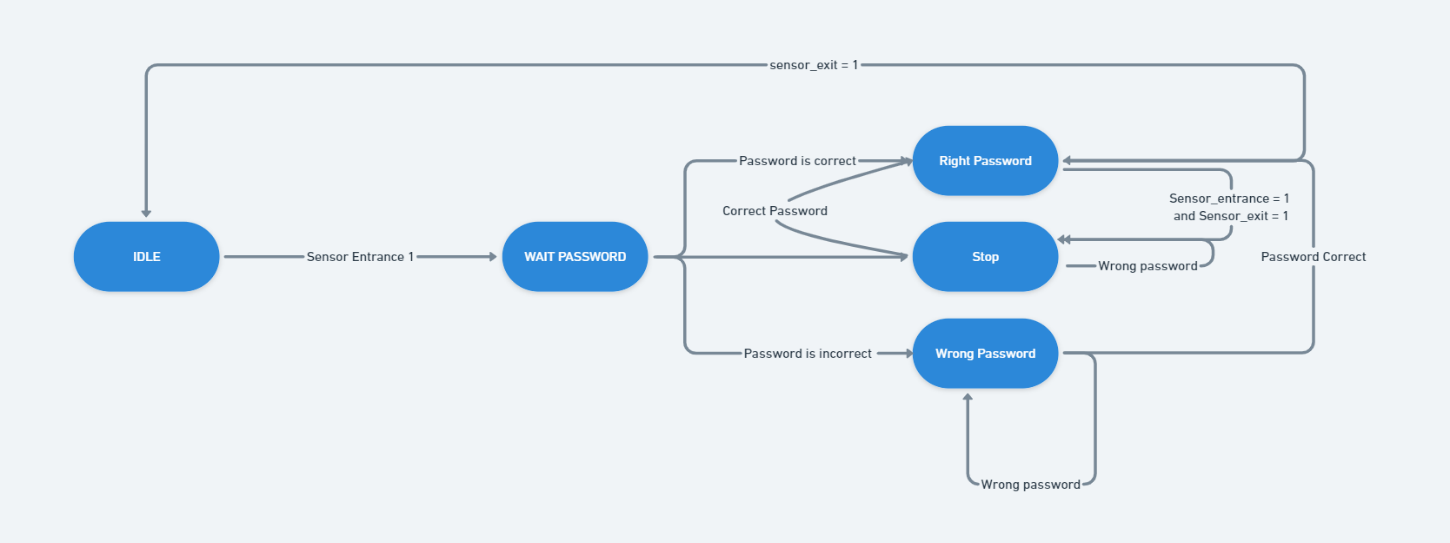 sensor_exit = 1
Password is correct
Right Password
Sensor_entrance = 1
and Sensor_exit = 1
Correct Password
IDLE
Sensor Entrance 1
WAIT PASSWORD
Stop
Wrong password
Password Correct
Password is incorrect
Wrong Password
Wrong password